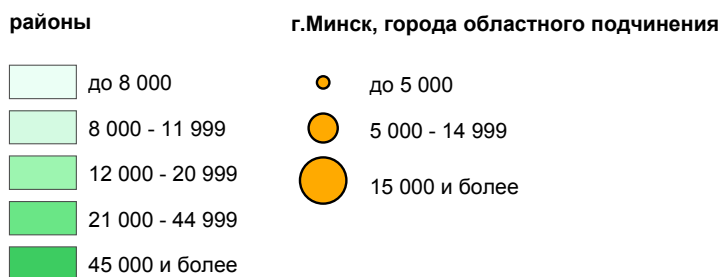 районы
до 8 000
8 000 - 11 999
12 000 - 20 999
21 000 - 44 999
45 000 и более
г.Минск, города областного подчинения
до 5 000
5 000 - 14 999
15 000 и более